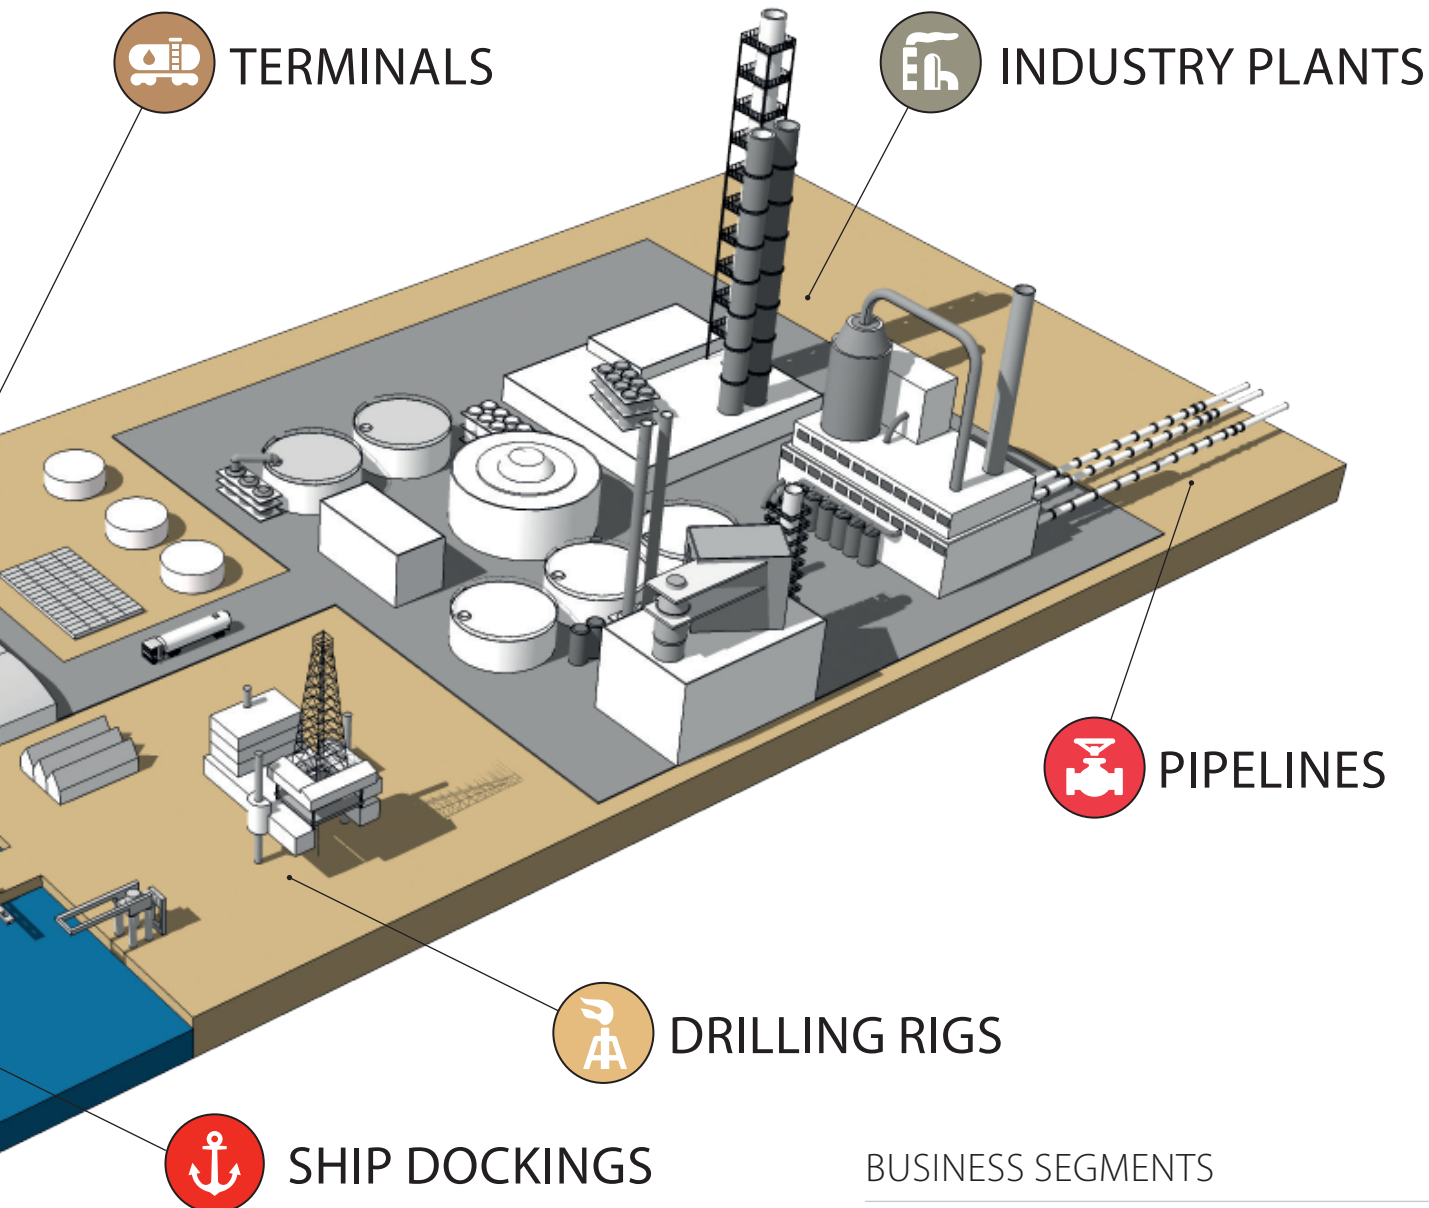 TERMINALS
INDUSTRY PLANTS
PIPELINES
DRILLING RIGS
SHIP DOCKINGS
BUSINESS SEGMENTS